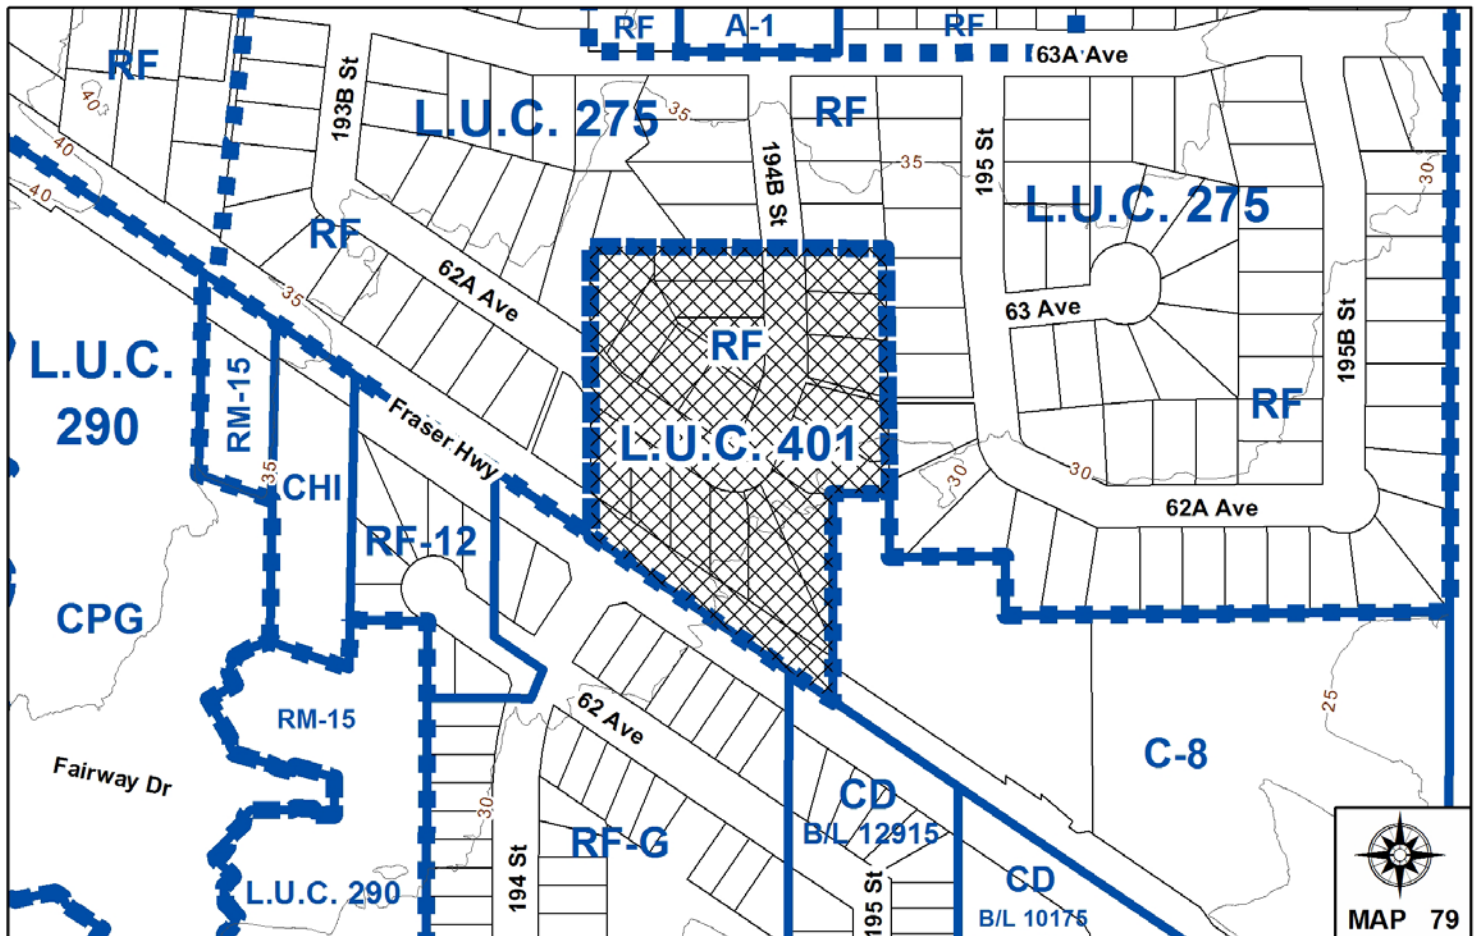 RF
A-1
RF
63A Ave
RF
40
193B St
L.U.C. 275
35
RF
194B St
35
195 St
40
40
30
L.U.C. 275
RF
62A Ave
35
63 Ave
195B St
RF
L.U.C.
290
RM-15
RF
Fraser Hwy
L.U.C. 401
35
CHI
30
30
62A Ave
RF-12
CPG
RM-15
62 Ave
25
C-8
Fairway Dr
30
CD
B/L 12915
RF-G
194 St
195 St
L.U.C. 290
CD
B/L 10175
MAP 79